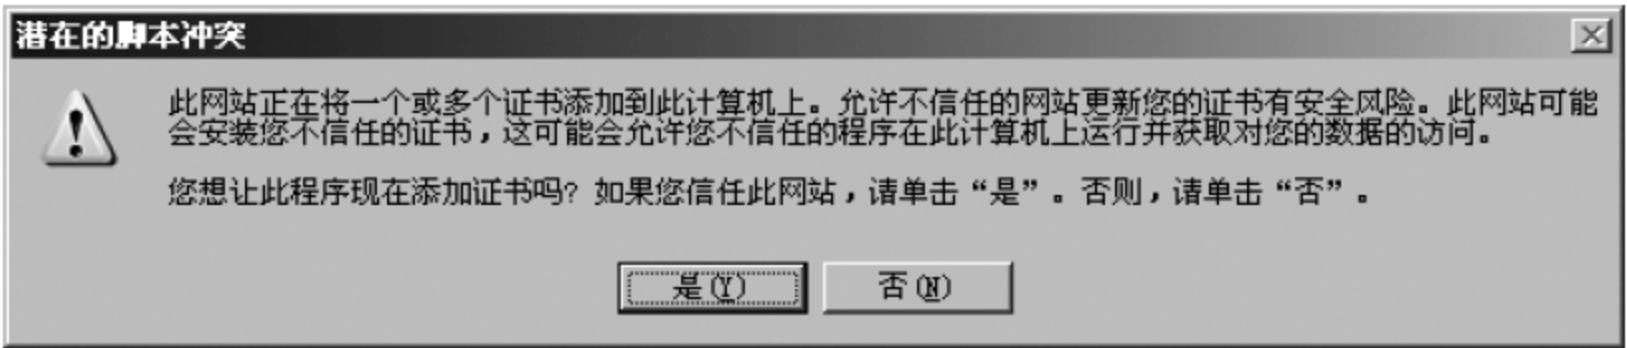 潜在的脚本冲突
此网站正在将一个或多个证书添加到此计算机上。允许不信任的网站更新您的证书有安全风险。此网站可能
会安装您不信任的证书，这可能会允许您不信任的程序在此计算机上运行并获取对您的数据的访问。
您想让此程序现在添加证书吗？如果您信任此网站，请单击“是”。否则，请单击“否”。
是(Y) 否(N)